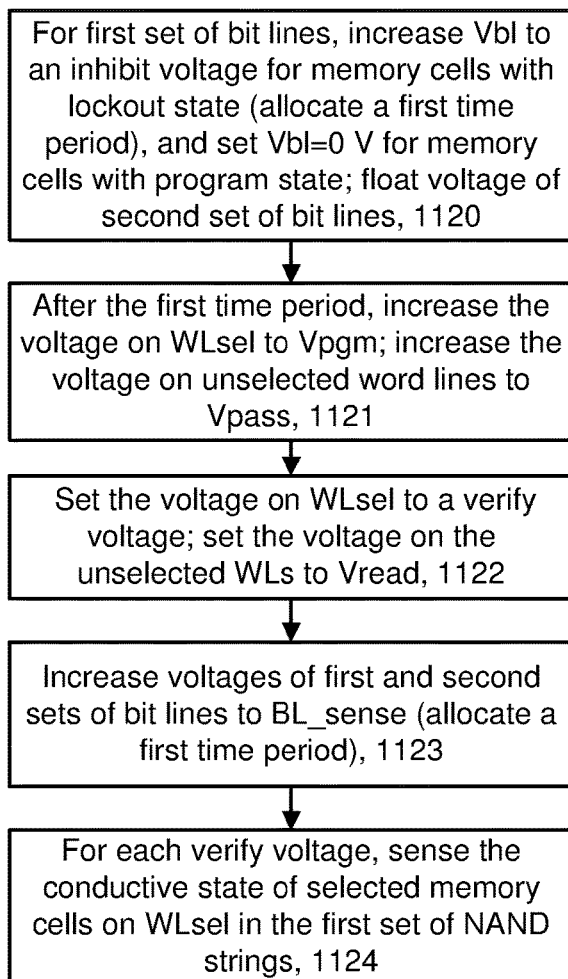 For first set of bit lines, increase Vbl to
an inhibit voltage for memory cells with
lockout state (allocate a first time
period), and set Vbl=0 V for memory
cells with program state; float voltage of
second set of bit lines, 1120
After the first time period, increase the
voltage on WLsel to Vpgm; increase the
voltage on unselected word lines to
Vpass, 1121
Set the voltage on WLsel to a verify
voltage; set the voltage on the
unselected WLs to Vread, 1122
Increase voltages of first and second
sets of bit lines to BL_sense (allocate a
first time period), 1123
For each verify voltage, sense the
conductive state of selected memory
cells on WLsel in the first set of NAND
strings, 1124